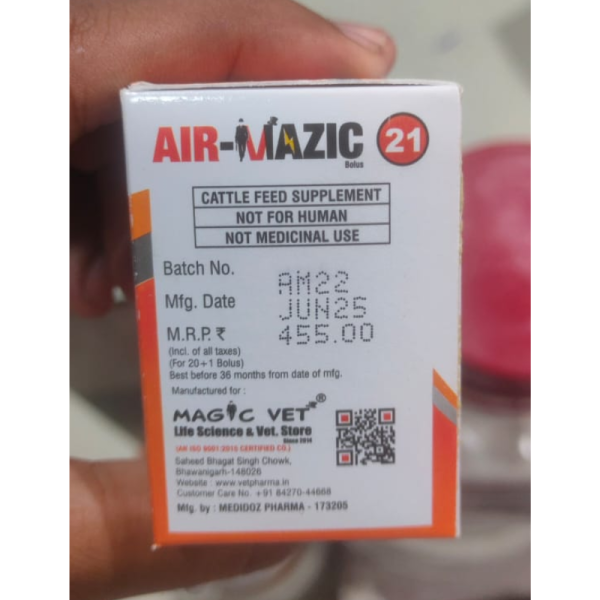 AIR-MAZIC 21
Bolus
CATTLE FEED SUPPLEMENT
NOT FOR HUMAN
NOT MEDICINAL USE
Batch No. AM22
Mfg. Date JUN25
M.R.P. ₹ 455.00
(Incl. of all taxes)
(For 20+1 Bolus)
Best before 36 months from date of mfg.
Manufactured for :
MAGIC VET
Life Science & Vet. Store
Since 2014
(AN ISO 9001:2015 CERTIFIED CO.)
Saheed Bhagat Singh Chowk,
Bhawanigarh-148026
Website : www.vetpharma.in
Customer Care No. +91 84270-44668
Mfg. by : MEDIDOZ PHARMA - 173205